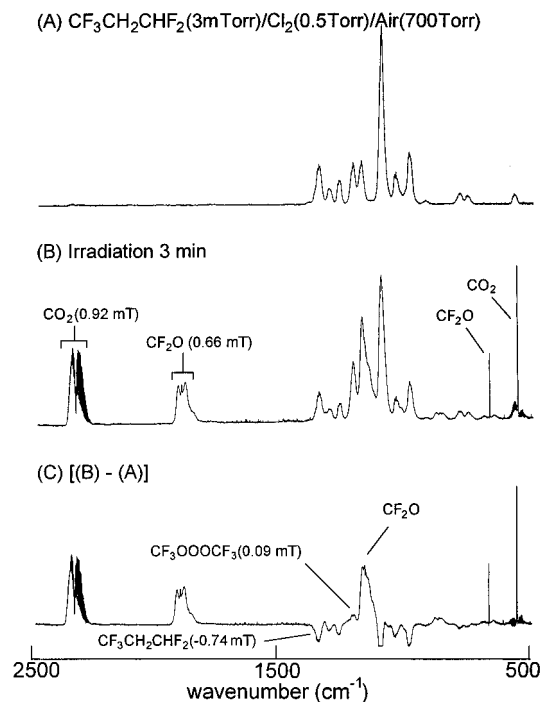 (A) CF₃CH₂CHF₂(3mTorr)/Cl₂(0.5Torr)/Air(700Torr)
(B) Irradiation 3 min
CO₂(0.92 mT)
CF₂O (0.66 mT)
CO₂
CF₂O
(C) [(B) - (A)]
CF₂O
CF₃OOOCF₃(0.09 mT)
CF₃CH₂CHF₂(-0.74 mT)
2500 1500 500
wavenumber (cm⁻¹)